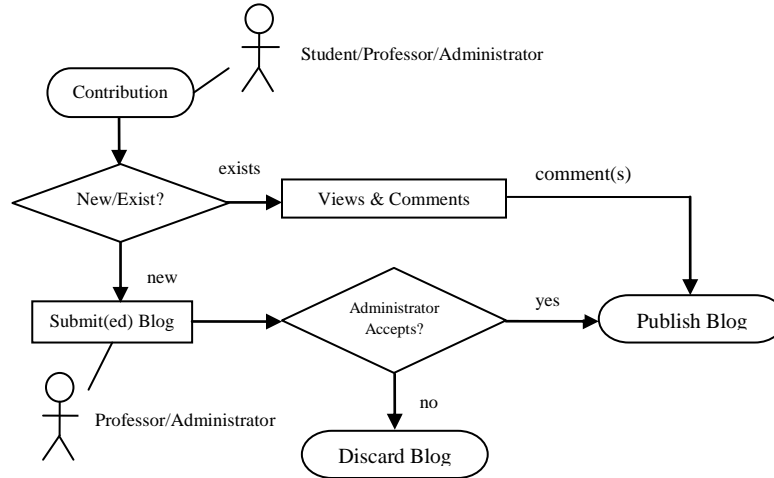 Student/Professor/Administrator
Contribution
exists
comment(s)
New/Exist?
Views & Comments
new
Administrator
Accepts?
yes
Submit(ed) Blog
Publish Blog
no
Professor/Administrator
Discard Blog